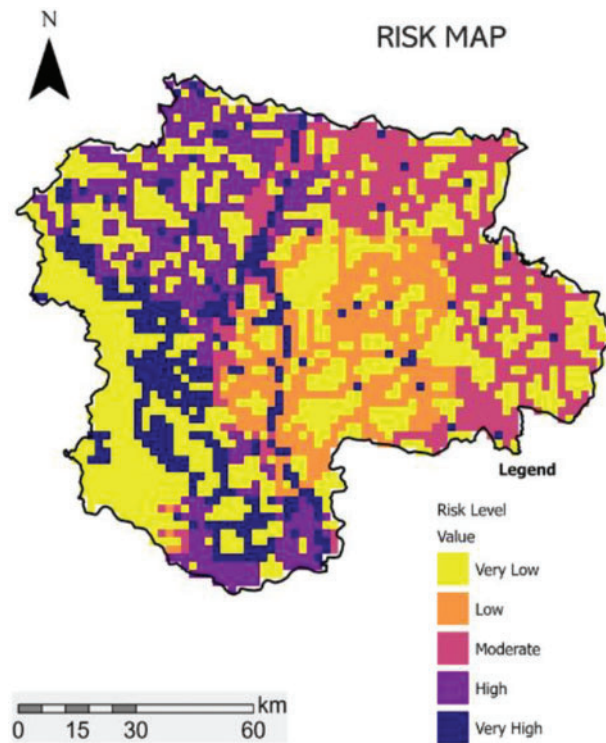 N
RISK MAP
Legend
Risk Level
Value
Very Low
Low
Moderate
High
Very High
km
0 15 30 60